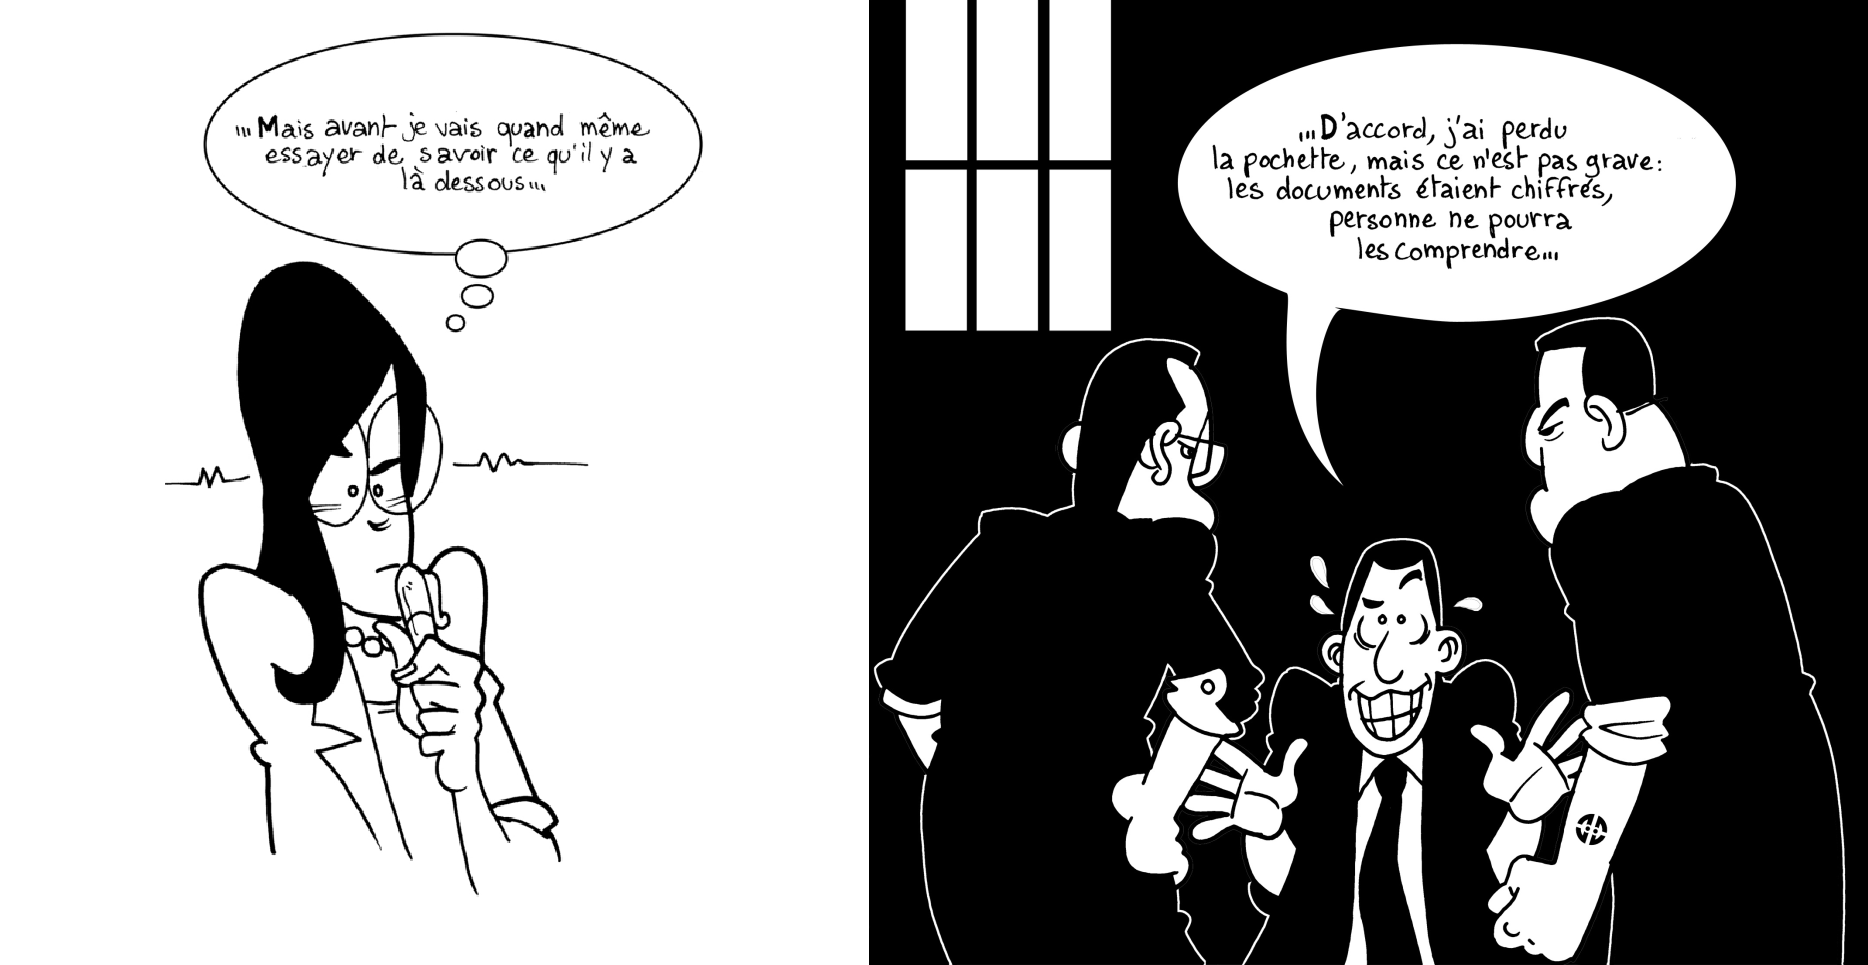 ... Mais avant je vais quand même
essayer de savoir ce qu'il y a
là dessous...
...D'accord, j'ai perdu
la pochette, mais ce n'est pas grave:
les documents étaient chiffrés,
personne ne pourra
les comprendre...